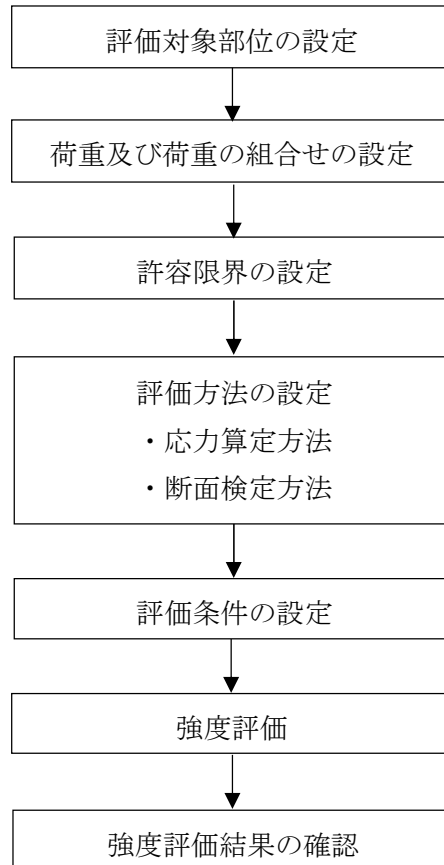 評価対象部位の設定
荷重及び荷重の組合せの設定
許容限界の設定
評価方法の設定
・応力算定方法
・断面検定方法
評価条件の設定
強度評価
強度評価結果の確認